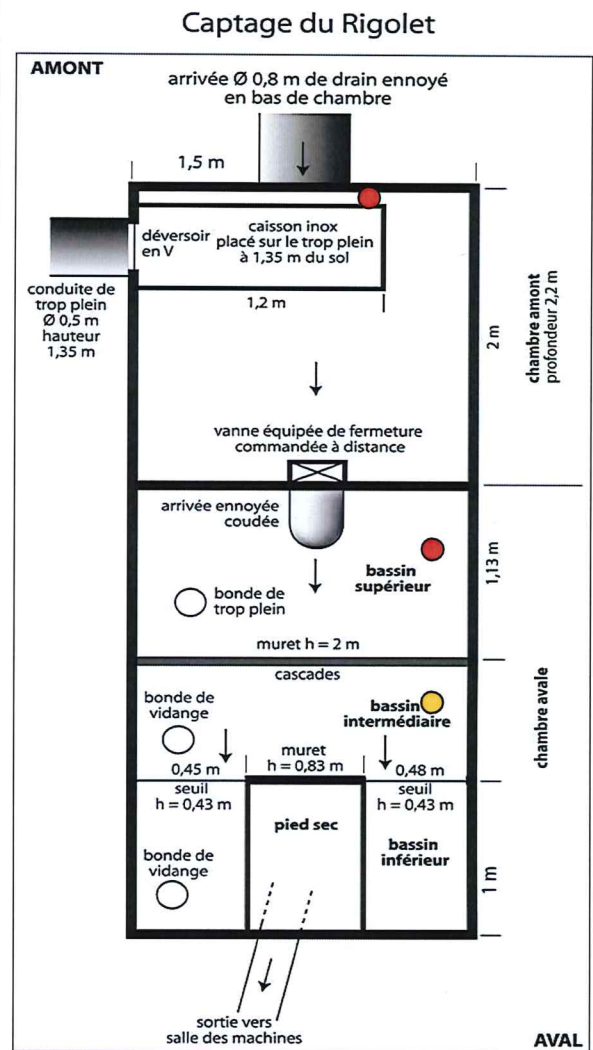 Captage du Rigolet
AMONT
arrivée Ø 0,8 m de drain ennoyé
en bas de chambre
1,5 m
déversoir
en V
caisson inox
placé sur le trop plein
à 1,35 m du sol
conduite de
trop plein
Ø 0,5 m
hauteur
1,35 m
1,2 m
2 m
chambre amont
profondeur 2,2 m
vanne équipée de fermeture
commandée à distance
arrivée ennoyée
coudée
bassin
supérieur
1,13 m
bonde de
trop plein
muret h = 2 m
cascades
chambre avale
bonde de
vidange
bassin
intermédiaire
muret
h = 0,83 m
0,45 m
0,48 m
seuil
h = 0,43 m
seuil
h = 0,43 m
pied sec
bassin
inférieur
bonde de
vidange
1 m
sortie vers
salle des machines
AVAL